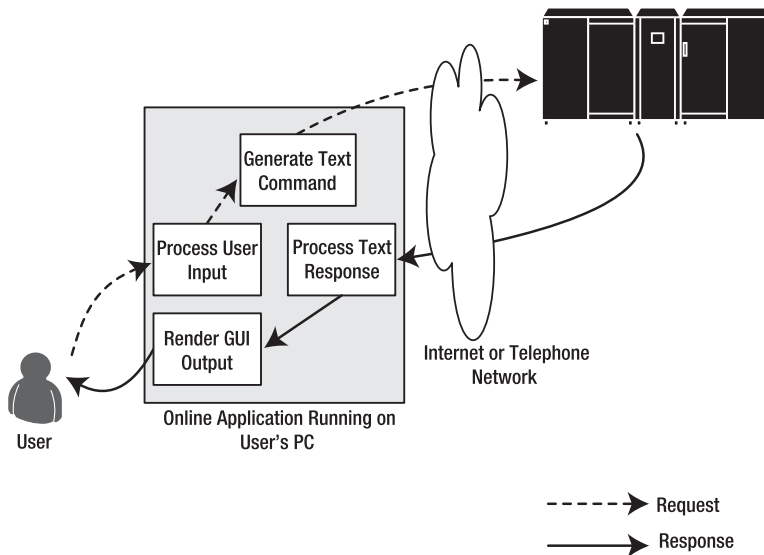 Generate Text
Command
Process User
Input
Process Text
Response
Render GUI
Output
Internet or Telephone
Network
Online Application Running on
User's PC
User
Request
Response